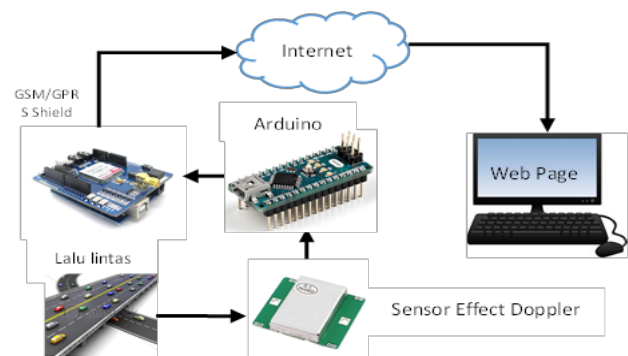 Internet
GSM/GPR
S Shield
Arduino
Web Page
Lalu lintas
Sensor Effect Doppler